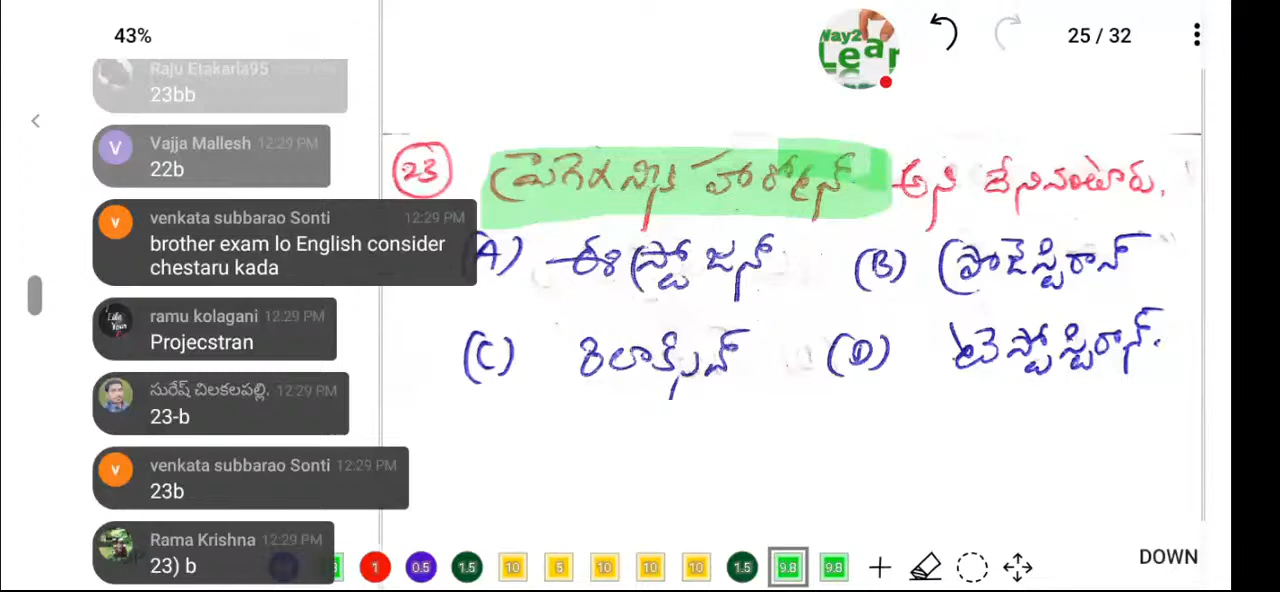 43%
Way2
Lear
25 / 32
Raju Etakarla95
23bb
V
Vajja Mallesh 12:29 PM
22b
23 ప్రెగ్నెన్సి హార్మోన్ అని దేనినంటారు.
v
venkata subbarao Sonti 12:29 PM
brother exam lo English consider
chestaru kada
(A) ఈస్ట్రోజన్ (B) ప్రొజెస్టిరాన్
ramu kolagani 12:29 PM
Projecstran
(C) రిలాక్సిన్ (D) టెస్టోస్టిరాన్.
సురేష్ చిలకలపల్లి. 12:29 PM
23-b
v
venkata subbarao Sonti 12:29 PM
23b
Rama Krishna 12:29 PM
23) b
1 0.5 1.5 10 5 10 10 10 1.5 9.8 9.8
DOWN